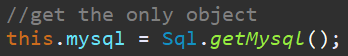 //get the only object
this.mysql = Sql.getMysql();